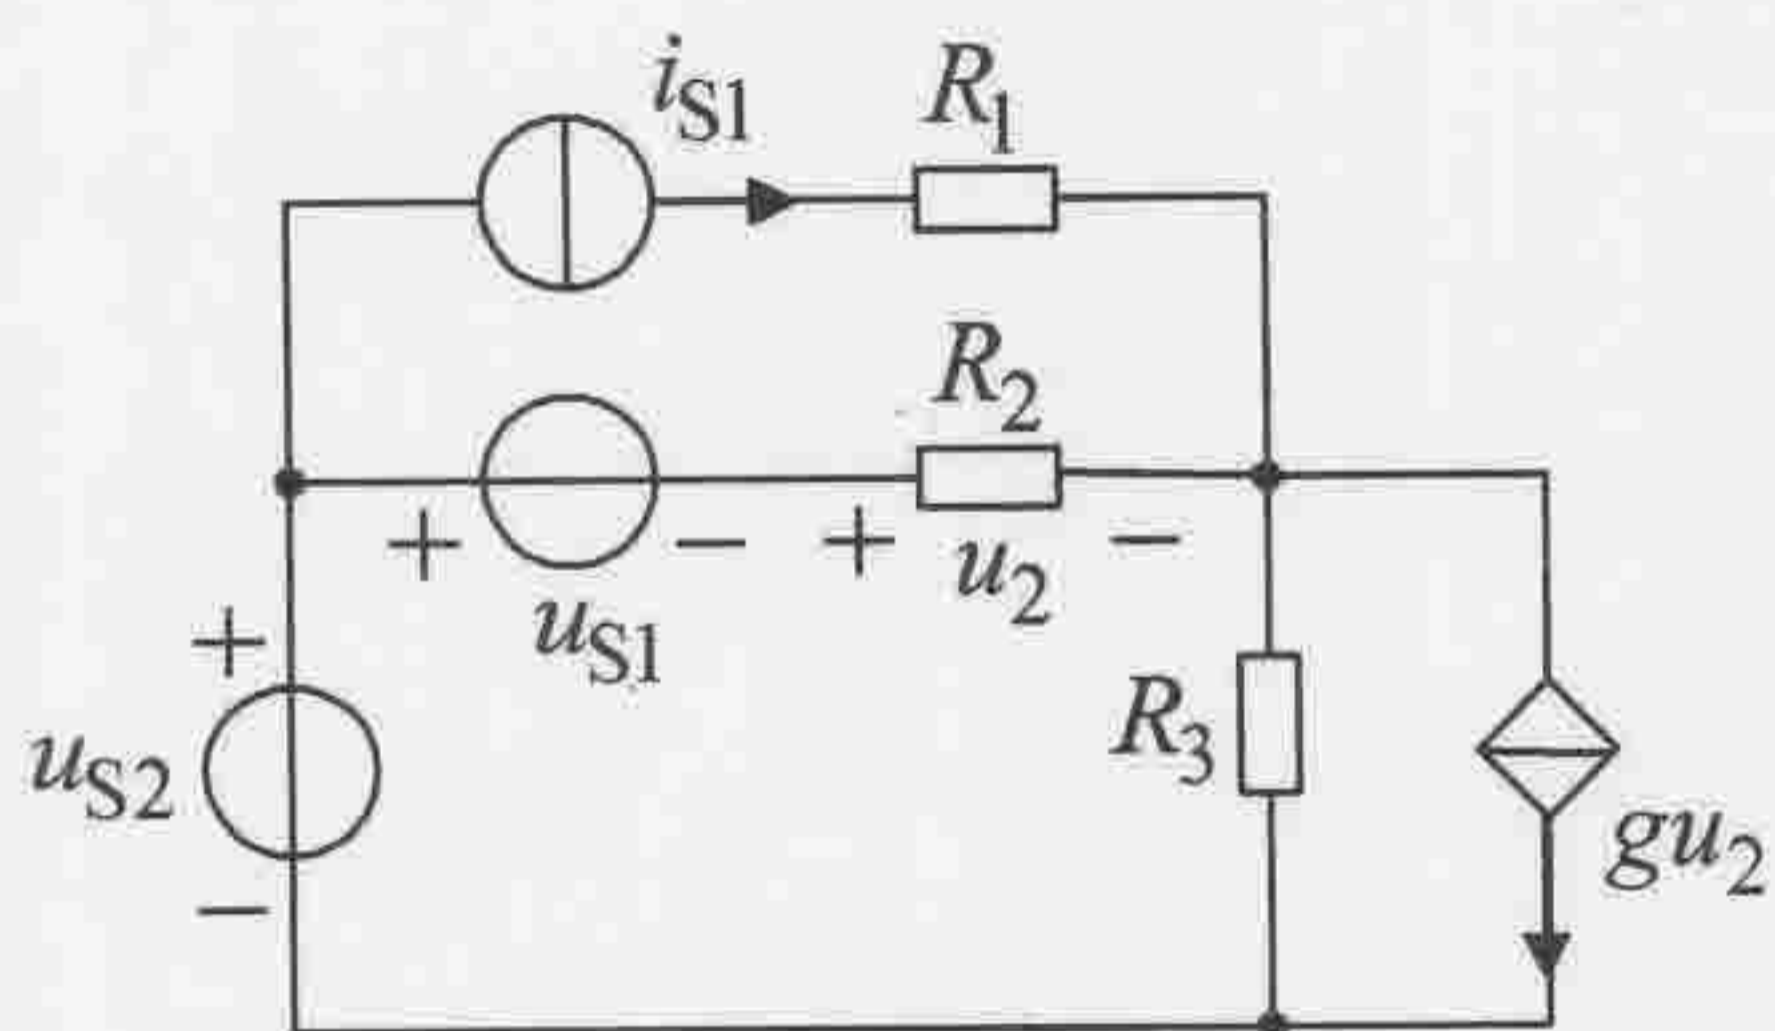 iS1
R1
R2
+ − + u2 −
uS1
+
uS2
−
R3
gu2